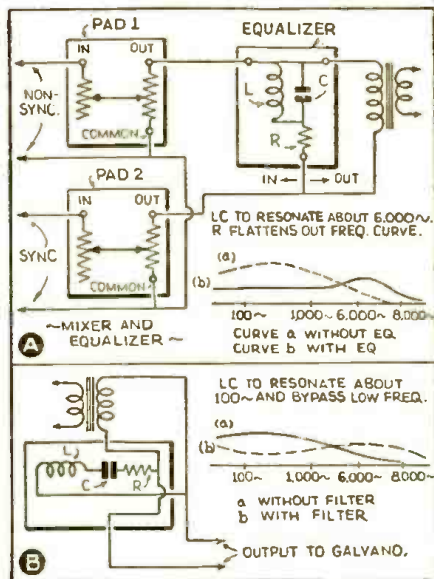 PAD 1
EQUALIZER
IN
OUT
NON-
SYNC.
COMMON
L
C
R
PAD 2
IN
OUT
IN ← → OUT
SYNC
COMMON
LC TO RESONATE ABOUT 6,000~.
R FLATTENS OUT FREQ. CURVE.
(a)
(b)
100~
1,000
6,000~
8,000~
CURVE a WITHOUT EQ.
CURVE b WITH EQ
~MIXER AND
EQUALIZER~
A
LC TO RESONATE ABOUT
100~ AND BYPASS LOW FREQ.
L
C
R
(a)
(b)
100~
1,000~
6,000~
8,000~
a WITHOUT FILTER
b WITH FILTER
OUTPUT TO GALVANO.
B